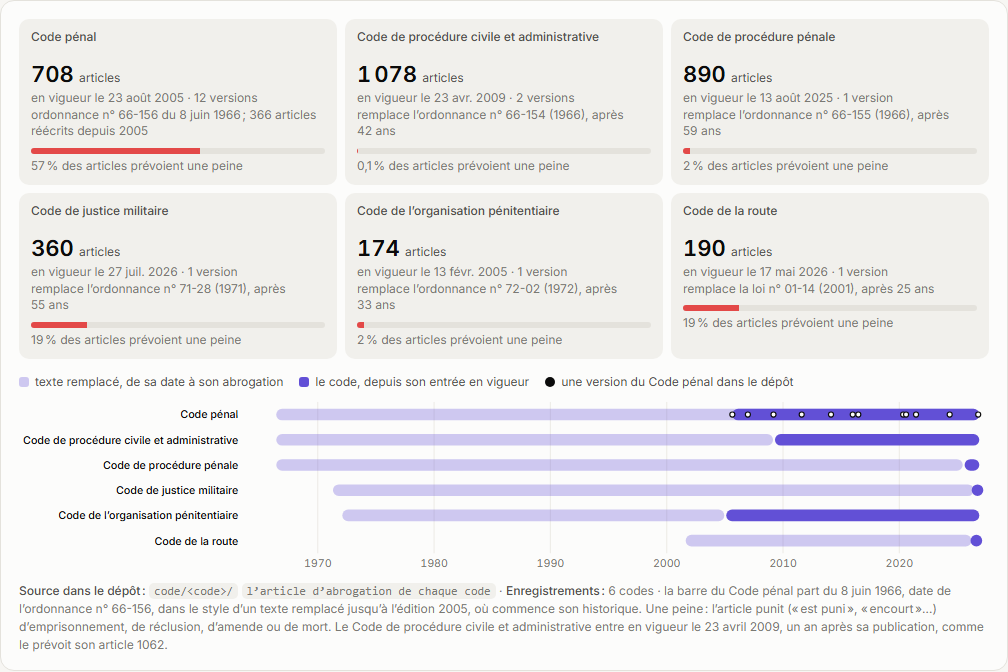 Code pénal
708 articles
en vigueur le 23 août 2005 · 12 versions
ordonnance n° 66-156 du 8 juin 1966 ; 366 articles
réécrits depuis 2005
57 % des articles prévoient une peine
Code de procédure civile et administrative
1 078 articles
en vigueur le 23 avr. 2009 · 2 versions
remplace l’ordonnance n° 66-154 (1966), après
42 ans
0,1 % des articles prévoient une peine
Code de procédure pénale
890 articles
en vigueur le 13 août 2025 · 1 version
remplace l’ordonnance n° 66-155 (1966), après
59 ans
2 % des articles prévoient une peine
Code de justice militaire
360 articles
en vigueur le 27 juil. 2026 · 1 version
remplace l’ordonnance n° 71-28 (1971), après
55 ans
19 % des articles prévoient une peine
Code de l’organisation pénitentiaire
174 articles
en vigueur le 13 févr. 2005 · 1 version
remplace l’ordonnance n° 72-02 (1972), après
33 ans
2 % des articles prévoient une peine
Code de la route
190 articles
en vigueur le 17 mai 2026 · 1 version
remplace la loi n° 01-14 (2001), après 25 ans
19 % des articles prévoient une peine
texte remplacé, de sa date à son abrogation
le code, depuis son entrée en vigueur
une version du Code pénal dans le dépôt
Code pénal
Code de procédure civile et administrative
Code de procédure pénale
Code de justice militaire
Code de l’organisation pénitentiaire
Code de la route
1970 1980 1990 2000 2010 2020
Source dans le dépôt : code/<code>/ l’article d’abrogation de chaque code · Enregistrements : 6 codes · la barre du Code pénal part du 8 juin 1966, date de
l’ordonnance n° 66-156, dans le style d’un texte remplacé jusqu’à l’édition 2005, où commence son historique. Une peine : l’article punit (« est puni », « encourt »…)
d’emprisonnement, de réclusion, d’amende ou de mort. Le Code de procédure civile et administrative entre en vigueur le 23 avril 2009, un an après sa publication, comme
le prévoit son article 1062.